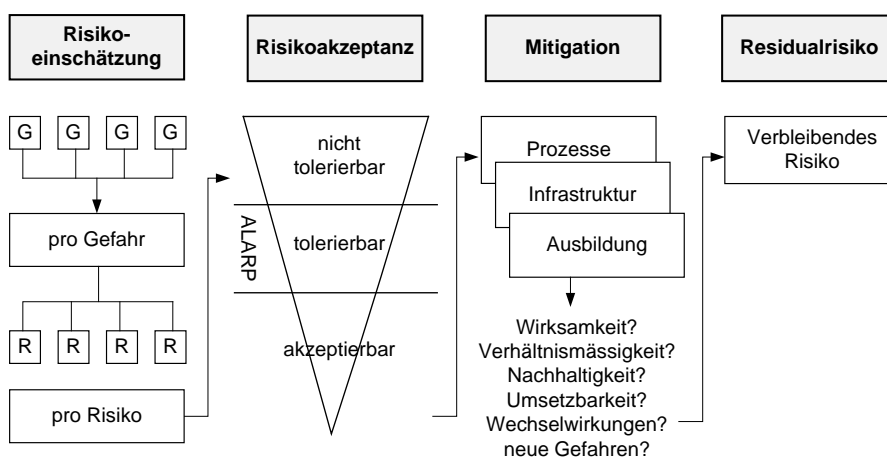 Risiko-
einschätzung
Risikoakzeptanz
Mitigation
Residualrisiko
G G G G
pro Gefahr
R R R R
pro Risiko
nicht
tolierbar
ALARP
tolerierbar
akzeptierbar
Prozesse
Infrastruktur
Ausbildung
Wirksamkeit?
Verhältnismässigkeit?
Nachhaltigkeit?
Umsetzbarkeit?
Wechselwirkungen?
neue Gefahren?
Verbleibendes
Risiko